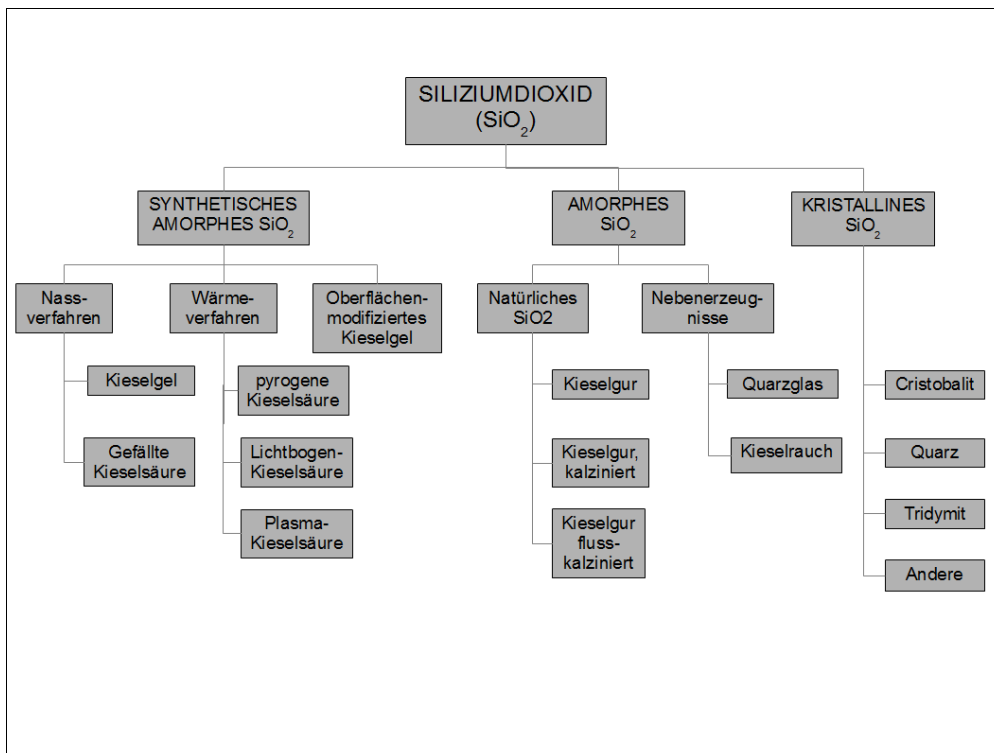 SILIZIUMDIOXID
(SiO2)
SYNTHETISCHES
AMORPHES SiO2
AMORPHES
SiO2
KRISTALLINES
SiO2
Nass-
verfahren
Wärme-
verfahren
Oberflächen-
modifiziertes
Kieselgel
Natürliches
SiO2
Nebenerzeug-
nisse
Kieselgel
Gefällte
Kieselsäure
pyrogene
Kieselsäure
Lichtbogen-
Kieselsäure
Plasma-
Kieselsäure
Kieselgur
Kieselgur,
kalziniert
Kieselgur
fluss-
kalziniert
Quarzglas
Kieselrauch
Cristobalit
Quarz
Tridymit
Andere